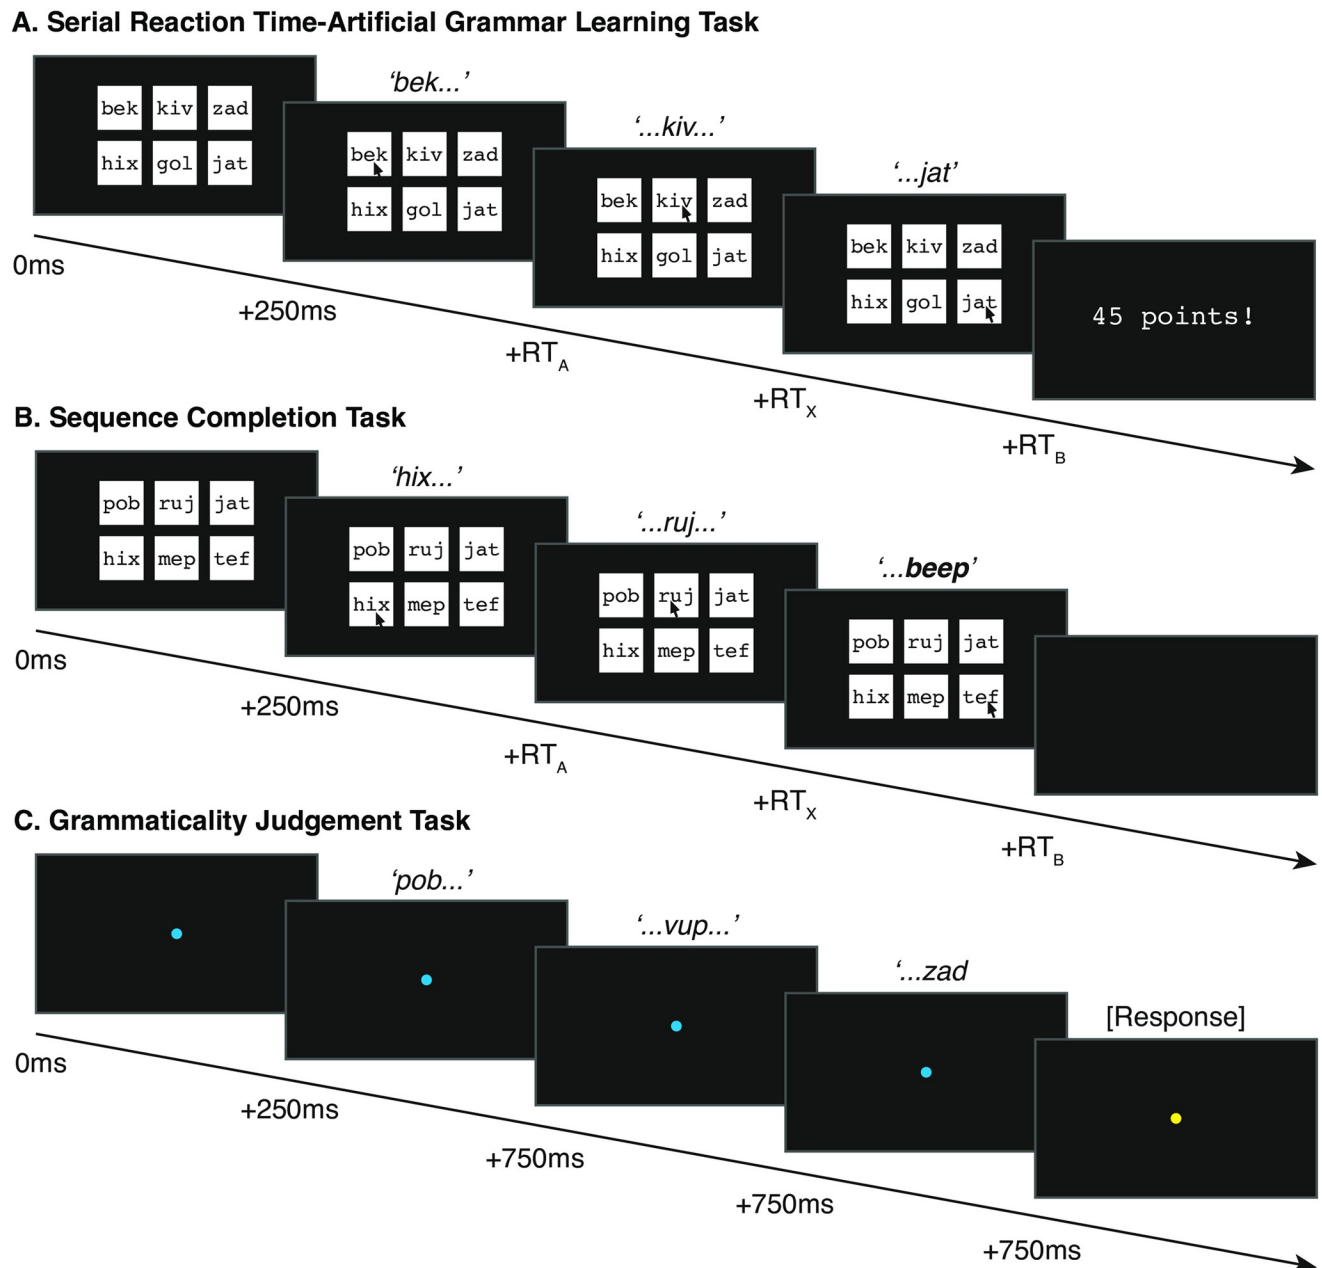 A. Serial Reaction Time-Artificial Grammar Learning Task
bek kiv zad
hix gol jat
‘bek...’
bek kiv zad
hix gol jat
‘...kiv...’
bek kiv zad
hix gol jat
‘...jat’
bek kiv zad
hix gol jat
45 points!
0ms
+250ms
+RTA
+RTX
+RTB
B. Sequence Completion Task
pob ruj jat
hix mep tef
‘hix...’
pob ruj jat
hix mep tef
‘...ruj...’
pob ruj jat
hix mep tef
‘...beep’
pob ruj jat
hix mep tef
0ms
+250ms
+RTA
+RTX
+RTB
C. Grammaticality Judgement Task
‘pob...’
‘...vup...’
‘...zad
[Response]
0ms
+250ms
+750ms
+750ms
+750ms